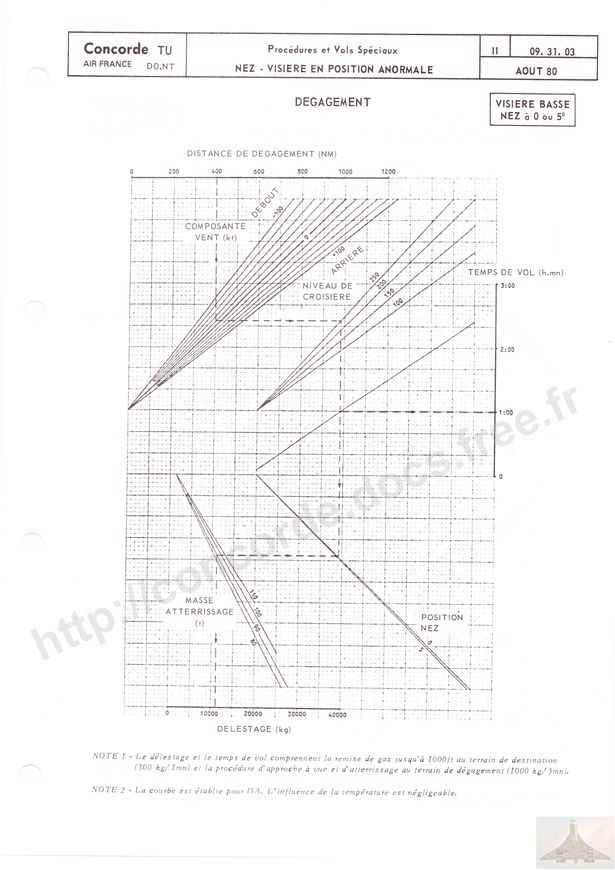 Concorde TU
AIR FRANCE DO.NT
Procédures et Vols Spéciaux
NEZ - VISIERE EN POSITION ANORMALE
II
09. 31. 03
AOUT 80
DEGAGEMENT
VISIERE BASSE
NEZ à 0 ou 5°
DISTANCE DE DEGAGEMENT (NM)
0 200 400 600 800 1000 1200
DEBOUT
-100
COMPOSANTE
VENT (kt)
0
+100
ARRIERE
NIVEAU DE
CROISIERE
250
200
150
100
TEMPS DE VOL (h.mn)
3:00
2:00
1:00
0
MASSE
ATTERRISSAGE
(t)
110
100
90
80
POSITION
NEZ
0
5
0 10000 20000 30000 40000
DELESTAGE (kg)
NOTE 1 - Le délestage et le temps de vol comprennent la remise de gaz jusqu'à 1000ft au terrain de destination
(300 kg/1mn) et la procédure d'approche à vue et d'atterrissage au terrain de dégagement (1000 kg/3mn).
NOTE 2 - La courbe est établie pour ISA. L'influence de la température est négligeable.
http://concorde.docs.free.fr